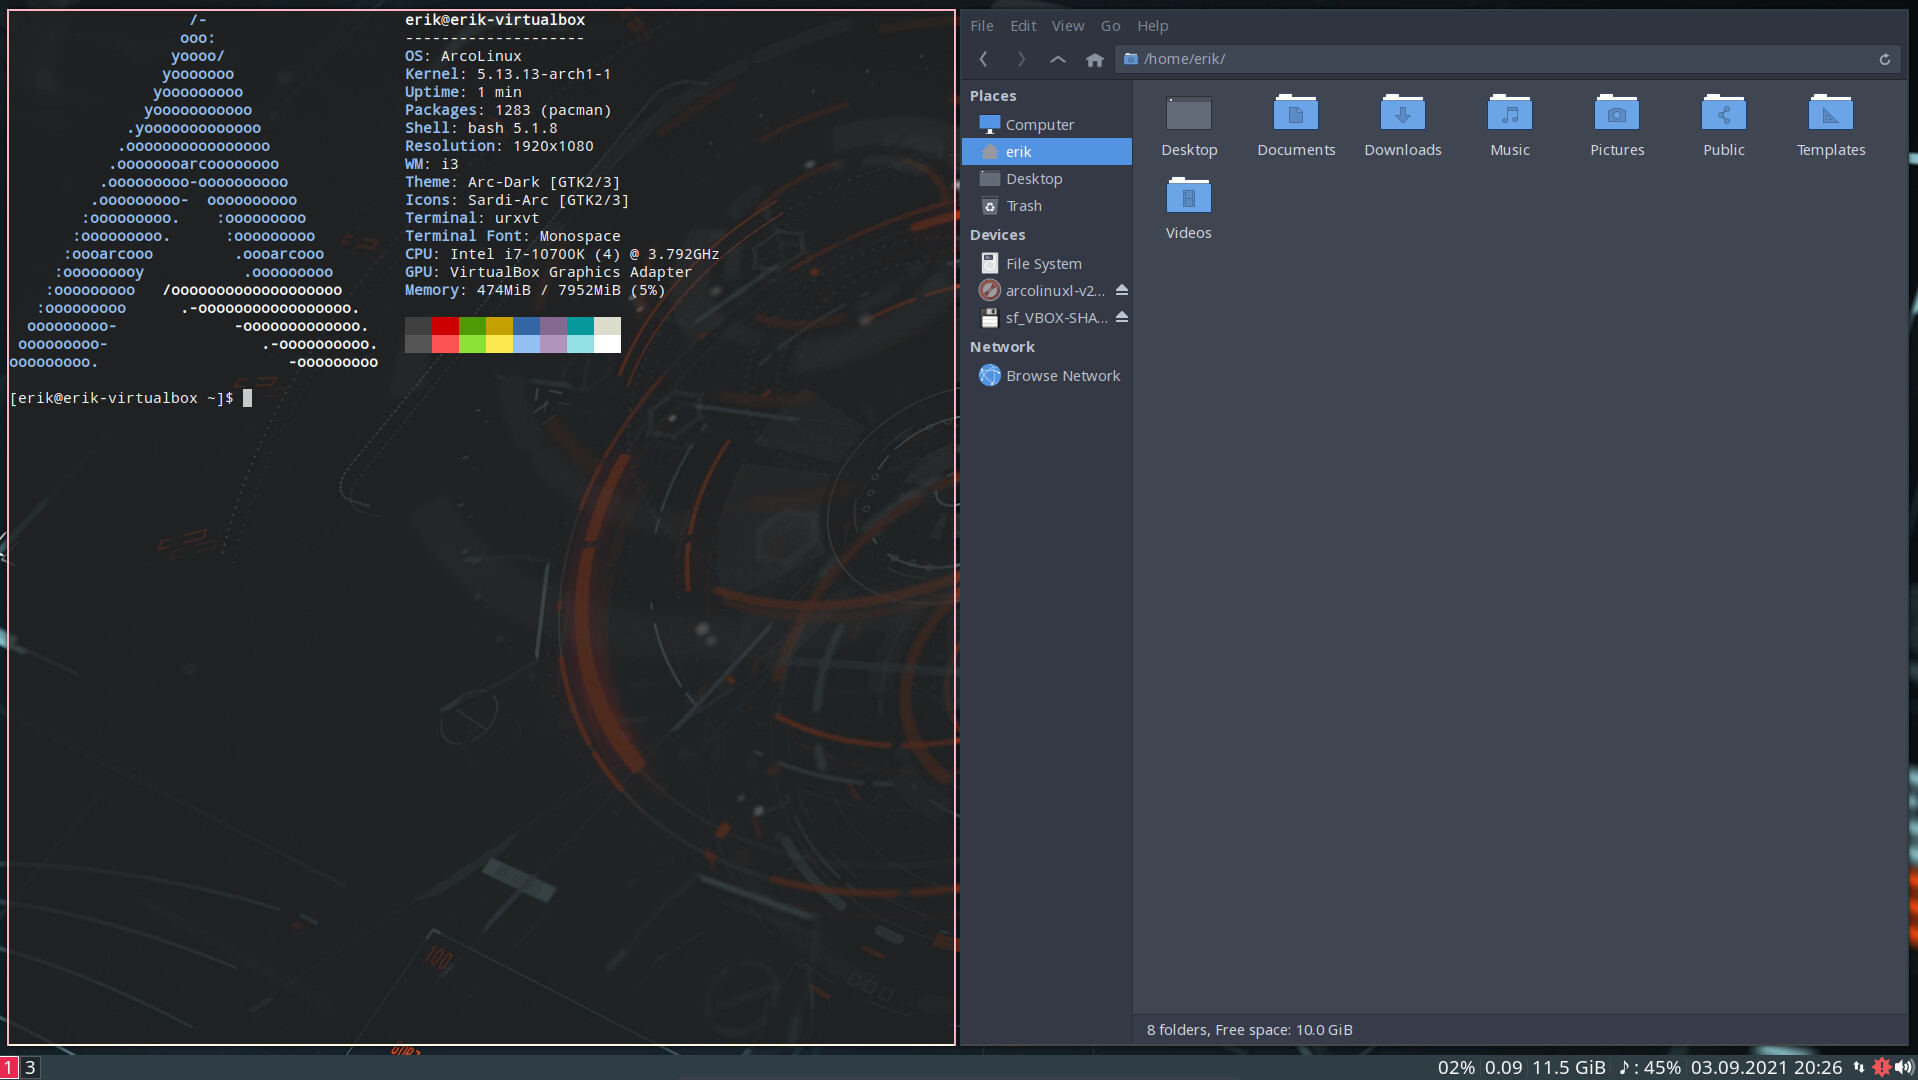 /-
ooo:
yoooo/
yooooooo
yooooooooo
yooooooooooo
.yooooooooooooo
.oooooooooooooooo
.oooooooarcoooooooo
.ooooooooo-oooooooooo
.ooooooooo-  oooooooooo
:ooooooooo.    :ooooooooo
:ooooooooo.      :ooooooooo
:oooarcooo         .oooarcooo
:ooooooooy           .ooooooooo
:ooooooooo   /ooooooooooooooooooo
:ooooooooo      .-ooooooooooooooooo.
ooooooooo-             -ooooooooooooo.
ooooooooo-                 .-oooooooooo.
ooooooooo.                     -ooooooooo
erik@erik-virtualbox
--------------------
OS: ArcoLinux
Kernel: 5.13.13-arch1-1
Uptime: 1 min
Packages: 1283 (pacman)
Shell: bash 5.1.8
Resolution: 1920x1080
WM: i3
Theme: Arc-Dark [GTK2/3]
Icons: Sardi-Arc [GTK2/3]
Terminal: urxvt
Terminal Font: Monospace
CPU: Intel i7-10700K (4) @ 3.792GHz
GPU: VirtualBox Graphics Adapter
Memory: 474MiB / 7952MiB (5%)
[erik@erik-virtualbox ~]$
100
File Edit View Go Help
/home/erik/
Places
Computer
erik
Desktop
Trash
Devices
File System
arcolinuxl-v2...
sf_VBOX-SHA...
Network
Browse Network
Desktop Documents Downloads Music Pictures Public Templates
Videos
8 folders, Free space: 10.0 GiB
1 3
02% 0.09 11.5 GiB ♪: 45% 03.09.2021 20:26